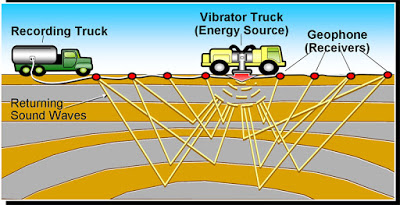 Recording Truck
Vibrator Truck
(Energy Source)
Geophone
(Receivers)
Returning
Sound Waves